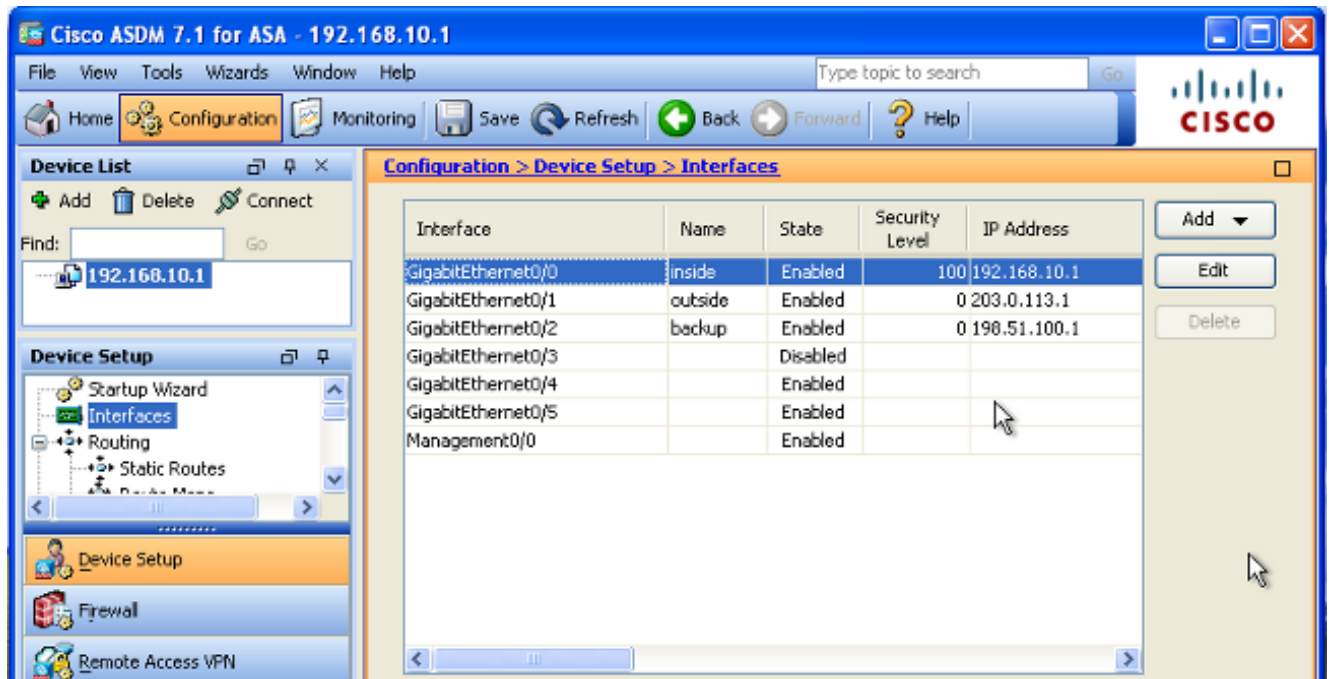 Cisco ASDM 7.1 for ASA - 192.168.10.1
File View Tools Wizards Window Help Type topic to search Go
Home Configuration Monitoring Save Refresh Back Forward Help
CISCO
Device List
Add Delete Connect
Find: Go
192.168.10.1
Device Setup
Startup Wizard
Interfaces
Routing
Static Routes
Device Setup
Firewall
Remote Access VPN
Configuration > Device Setup > Interfaces
Interface Name State Security Level IP Address
GigabitEthernet0/0 inside Enabled 100 192.168.10.1
GigabitEthernet0/1 outside Enabled 0 203.0.113.1
GigabitEthernet0/2 backup Enabled 0 198.51.100.1
GigabitEthernet0/3 Disabled
GigabitEthernet0/4 Enabled
GigabitEthernet0/5 Enabled
Management0/0 Enabled
Add
Edit
Delete